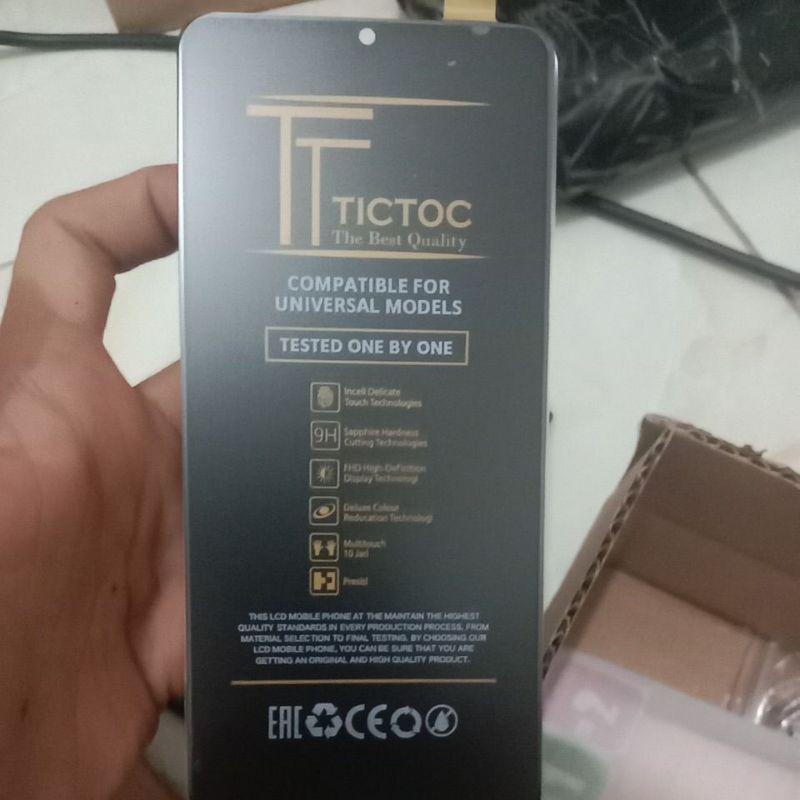 TT
TICTOC
The Best Quality
COMPATIBLE FOR
UNIVERSAL MODELS
TESTED ONE BY ONE
Incell Delicate
Touch Technologies
9H
Sapphire Hardness
Cutting Technologies
FHD High-Definition
Display Technologi
Deluxe Colour
Reducation Technologi
Multitouch
10 Jari
Presisi
THIS LCD MOBILE PHONE AT THE MAINTAIN THE HIGHEST
QUALITY STANDARDS IN EVERY PRODUCTION PROCESS, FROM
MATERIAL SELECTION TO FINAL TESTING. BY CHOOSING OUR
LCD MOBILE PHONE, YOU CAN BE SURE THAT YOU ARE
GETTING AN ORIGINAL AND HIGH QUALITY PRODUCT.
EAC CE